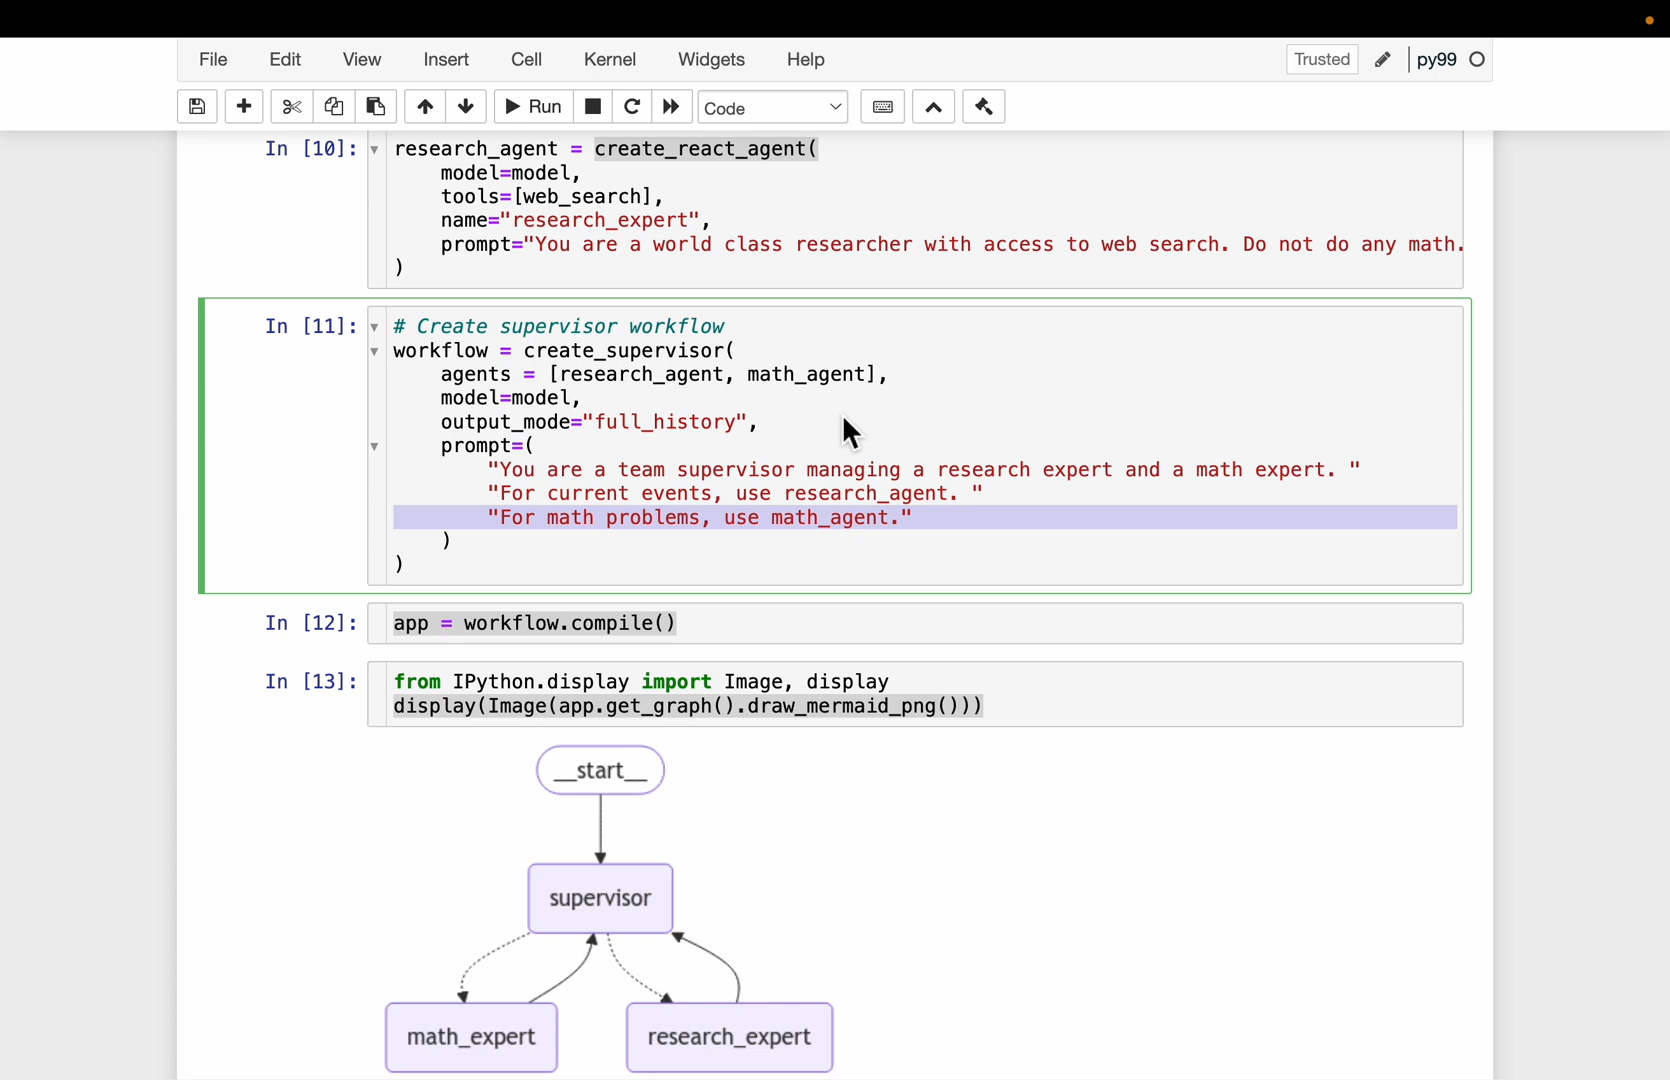 File Edit View Insert Cell Kernel Widgets Help Trusted py99
Run Code
In [10]: research_agent = create_react_agent(
    model=model,
    tools=[web_search],
    name="research_expert",
    prompt="You are a world class researcher with access to web search. Do not do any math.
)
In [11]: # Create supervisor workflow
workflow = create_supervisor(
    agents = [research_agent, math_agent],
    model=model,
    output_mode="full_history",
    prompt=(
        "You are a team supervisor managing a research expert and a math expert. "
        "For current events, use research_agent. "
        "For math problems, use math_agent."
    )
)
In [12]: app = workflow.compile()
In [13]: from IPython.display import Image, display
display(Image(app.get_graph().draw_mermaid_png()))
__start__
supervisor
math_expert research_expert